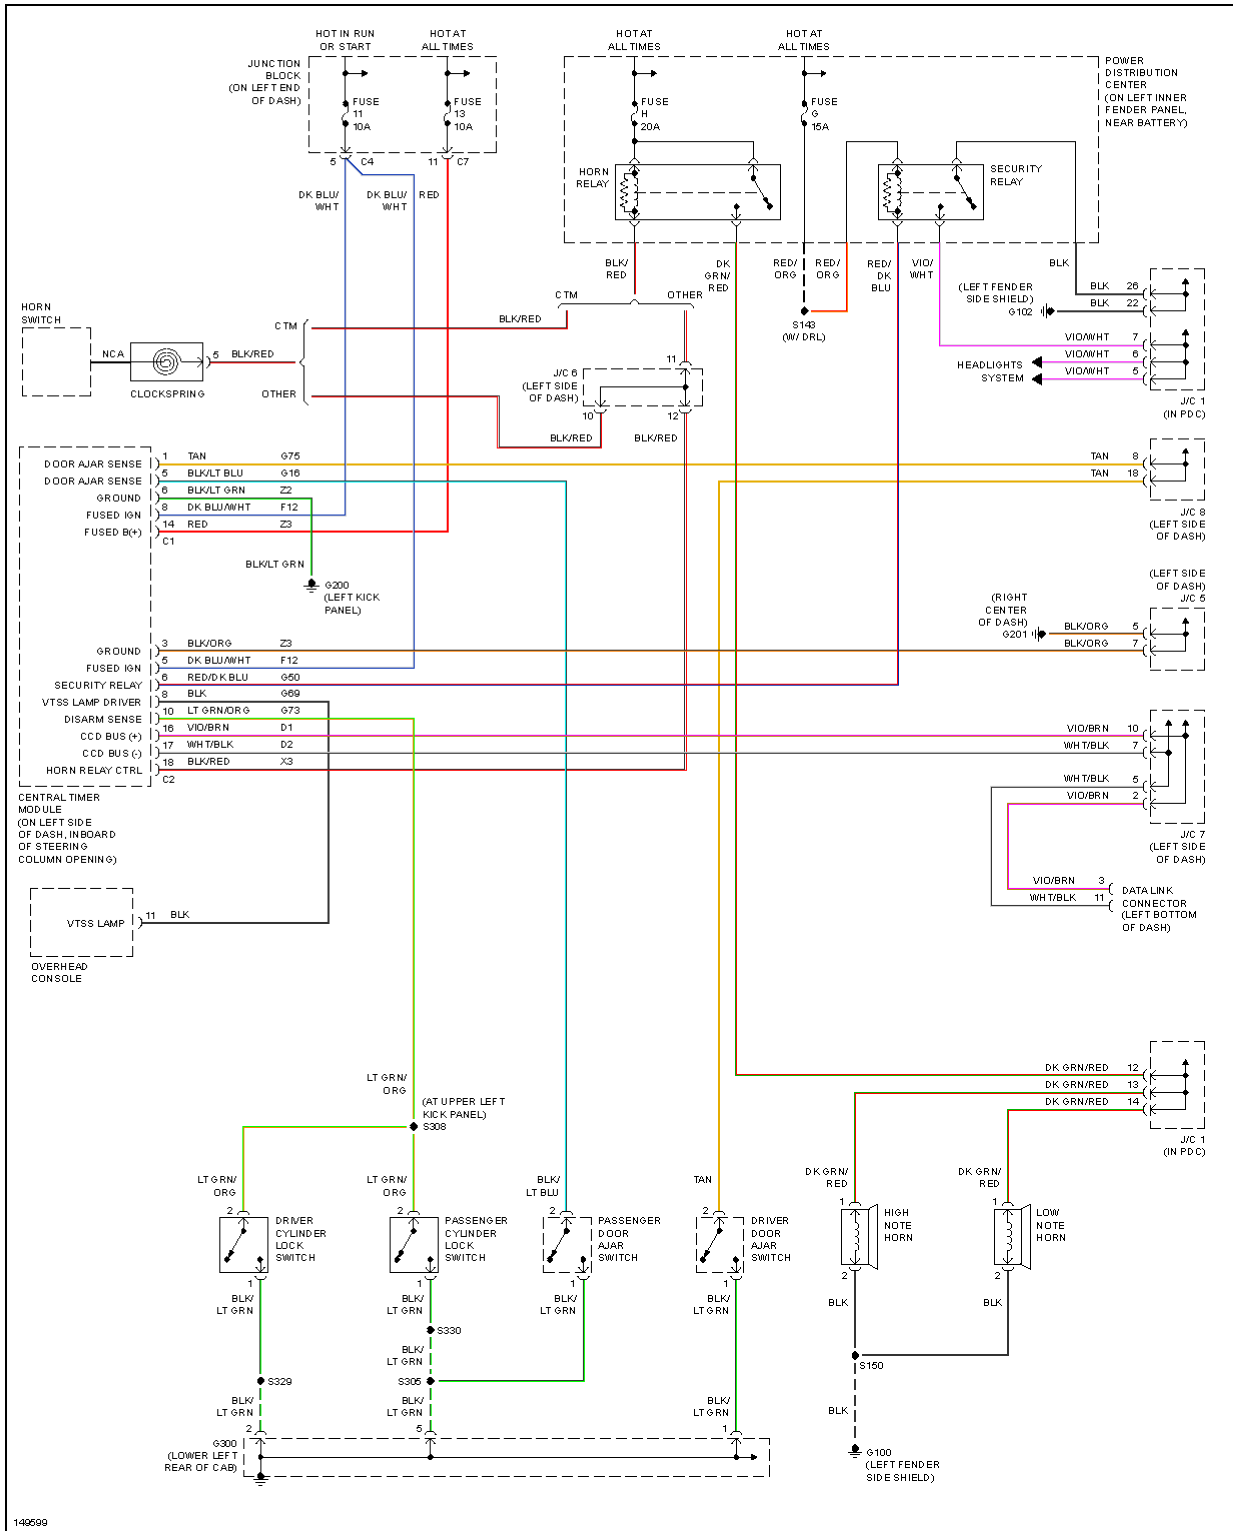 HOT IN RUN
OR START
HOT AT
ALL TIMES
HOT AT
ALL TIMES
HOT AT
ALL TIMES
JUNCTION
BLOCK
(ON LEFT END
OF DASH)
FUSE
11
10A
FUSE
13
10A
FUSE
H
20A
FUSE
G
15A
POWER
DISTRIBUTION
CENTER
(ON LEFT INNER
FENDER PANEL,
NEAR BATTERY)
5 C4
11 C7
HORN
RELAY
SECURITY
RELAY
DK BLU/
WHT
DK BLU/
WHT
RED
BLK/
RED
DK
GRN/
RED
RED/
ORG
RED/
ORG
RED/
DK
BLU
VIO/
WHT
BLK
CTM
OTHER
S143
(W/ DRL)
(LEFT FENDER
SIDE SHIELD)
G102
BLK 26
BLK 22
VIO/WHT 7
VIO/WHT 6
VIO/WHT 5
HEADLIGHTS
SYSTEM
J/C 1
(IN PDC)
HORN
SWITCH
NCA
CLOCKSPRING
5 BLK/RED
CTM
OTHER
BLK/RED
J/C 6
(LEFT SIDE
OF DASH)
11
10
12
BLK/RED
BLK/RED
DOOR AJAR SENSE 1 TAN G75
DOOR AJAR SENSE 5 BLK/LT BLU G16
GROUND 6 BLK/LT GRN Z2
FUSED IGN 8 DK BLU/WHT F12
FUSED B(+) 14 RED Z3
C1
BLK/LT GRN
G200
(LEFT KICK
PANEL)
TAN 8
TAN 18
J/C 8
(LEFT SIDE
OF DASH)
(LEFT SIDE
OF DASH)
J/C 5
(RIGHT
CENTER
OF DASH)
G201
BLK/ORG 5
BLK/ORG 7
GROUND 3 BLK/ORG Z3
FUSED IGN 5 DK BLU/WHT F12
SECURITY RELAY 6 RED/DK BLU G50
VTSS LAMP DRIVER 8 BLK G69
DISARM SENSE 10 LT GRN/ORG G73
CCD BUS (+) 16 VIO/BRN D1
CCD BUS (-) 17 WHT/BLK D2
HORN RELAY CTRL 18 BLK/RED X3
C2
CENTRAL TIMER
MODULE
(ON LEFT SIDE
OF DASH, INBOARD
OF STEERING
COLUMN OPENING)
VIO/BRN 10
WHT/BLK 7
WHT/BLK 5
VIO/BRN 2
J/C 7
(LEFT SIDE
OF DASH)
VIO/BRN 3
WHT/BLK 11
DATA LINK
CONNECTOR
(LEFT BOTTOM
OF DASH)
VTSS LAMP 11 BLK
OVERHEAD
CONSOLE
LT GRN/
ORG
(AT UPPER LEFT
KICK PANEL)
S308
DK GRN/RED 12
DK GRN/RED 13
DK GRN/RED 14
J/C 1
(IN PDC)
LT GRN/
ORG
LT GRN/
ORG
BLK/
LT BLU
TAN
DK GRN/
RED
DK GRN/
RED
2
DRIVER
CYLINDER
LOCK
SWITCH
1
2
PASSENGER
CYLINDER
LOCK
SWITCH
1
2
PASSENGER
DOOR
AJAR
SWITCH
1
2
DRIVER
DOOR
AJAR
SWITCH
1
1
HIGH
NOTE
HORN
2
1
LOW
NOTE
HORN
2
BLK/
LT GRN
BLK/
LT GRN
BLK/
LT GRN
BLK/
LT GRN
BLK
BLK
S330
BLK/
LT GRN
S329
S305
S150
BLK/
LT GRN
BLK/
LT GRN
BLK
2
5
1
G300
(LOWER LEFT
REAR OF CAB)
G100
(LEFT FENDER
SIDE SHIELD)
149599